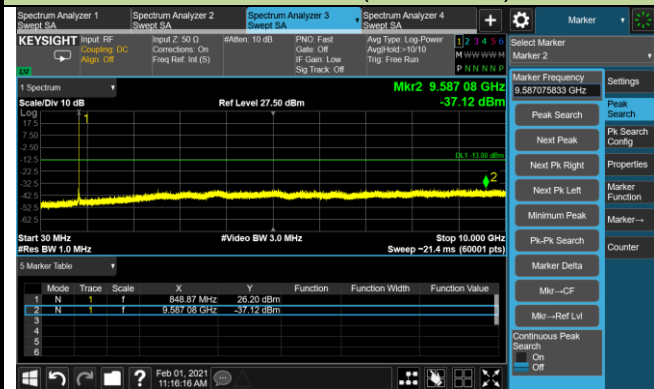 Spectrum Analyzer 1
Swept SA
Spectrum Analyzer 2
Swept SA
Spectrum Analyzer 3
Swept SA
Spectrum Analyzer 4
Swept SA
+
Marker
KEYSIGHT
Input: RF
Coupling: DC
Align: Off
Input Z: 50 Ω
Corrections: On
Freq Ref: Int (S)
#Atten: 10 dB
PNO: Fast
Gate: Off
IF Gain: Low
Sig Track: Off
Avg Type: Log-Power
Avg|Hold:>10/10
Trig: Free Run
1 2 3 4 5 6
M W W W W W
P N N N N P
Select Marker
Marker 2
1 Spectrum
Mkr2 9.587 08 GHz
-37.12 dBm
Scale/Div 10 dB
Ref Level 27.50 dBm
Log
17.5
7.50
-2.50
-12.5
-22.5
-32.5
-42.5
-52.5
-62.5
1
DL1 -13.00 dBm
2
Start 30 MHz
#Res BW 1.0 MHz
#Video BW 3.0 MHz
Stop 10.000 GHz
Sweep ~21.4 ms (60001 pts)
Marker Frequency
9.587075833 GHz
Peak Search
Next Peak
Next Pk Right
Next Pk Left
Minimum Peak
Pk-Pk Search
Marker Delta
Mkr→CF
Mkr→Ref Lvl
Continuous Peak
Search
On
Off
Settings
Peak
Search
Pk Search
Config
Properties
Marker
Function
Marker→
Counter
5 Marker Table
Mode Trace Scale X Y Function Function Width Function Value
1 N 1 f 848.87 MHz 26.20 dBm
2 N 1 f 9.587 08 GHz -37.12 dBm
3
4
5
6
?
Feb 01, 2021
11:16:16 AM